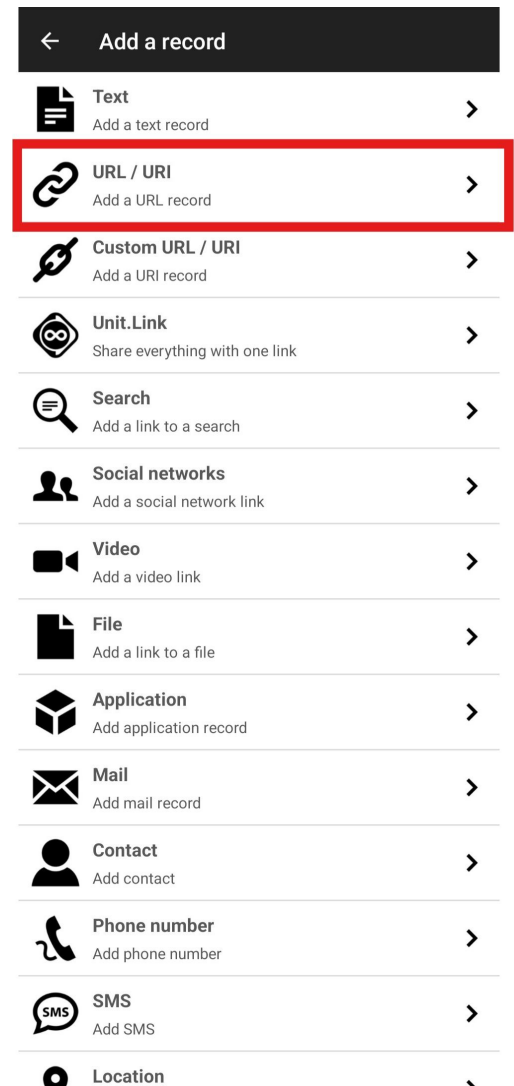 Add a record
Text
Add a text record
URL / URI
Add a URL record
Custom URL / URI
Add a URI record
Unit.Link
Share everything with one link
Search
Add a link to a search
Social networks
Add a social network link
Video
Add a video link
File
Add a link to a file
Application
Add application record
Mail
Add mail record
Contact
Add contact
Phone number
Add phone number
SMS
SMS
Add SMS
Location